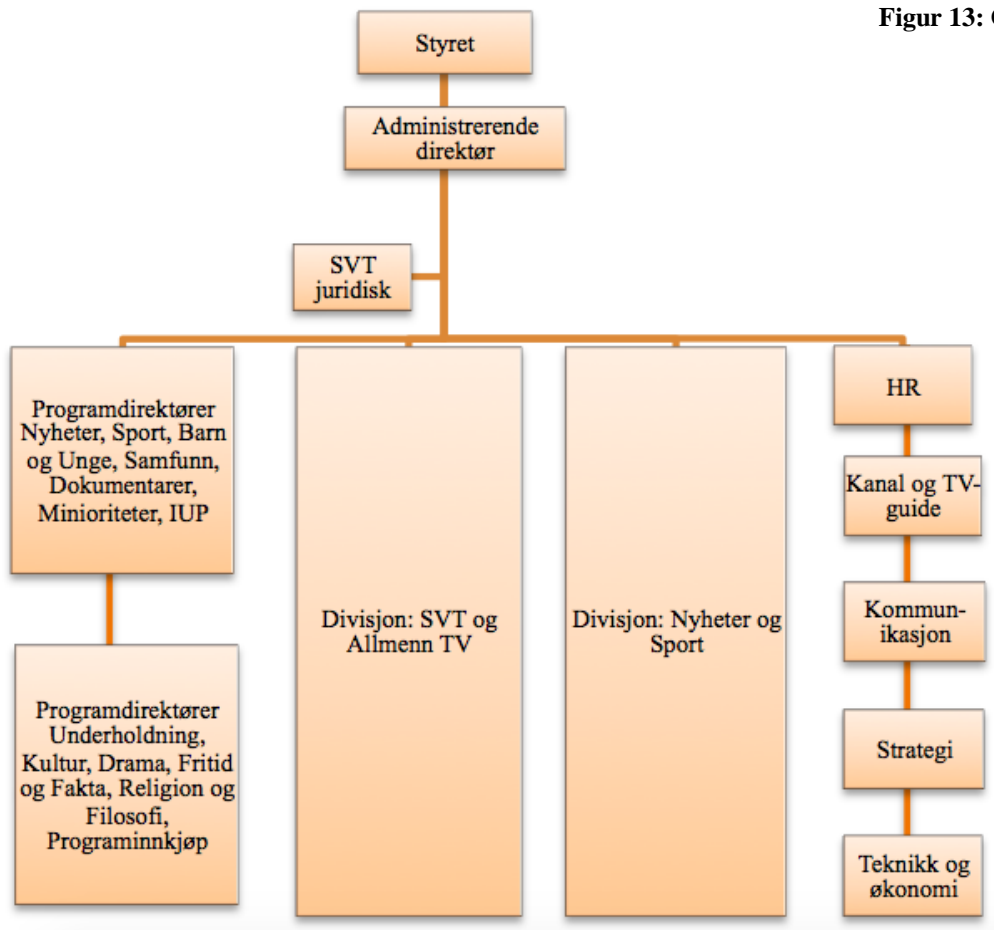 Figur 13:
Styret
Administrerende
direktør
SVT
juridisk
Programdirektører
Nyheter, Sport, Barn
og Unge, Samfunn,
Dokumentarer,
Minioriteter, IUP
Programdirektører
Underholdning,
Kultur, Drama, Fritid
og Fakta, Religion og
Filosofi,
Programinnkjøp
Divisjon: SVT og
Allmenn TV
Divisjon: Nyheter og
Sport
HR
Kanal og TV-
guide
Kommun-
ikasjon
Strategi
Teknikk og
økonomi